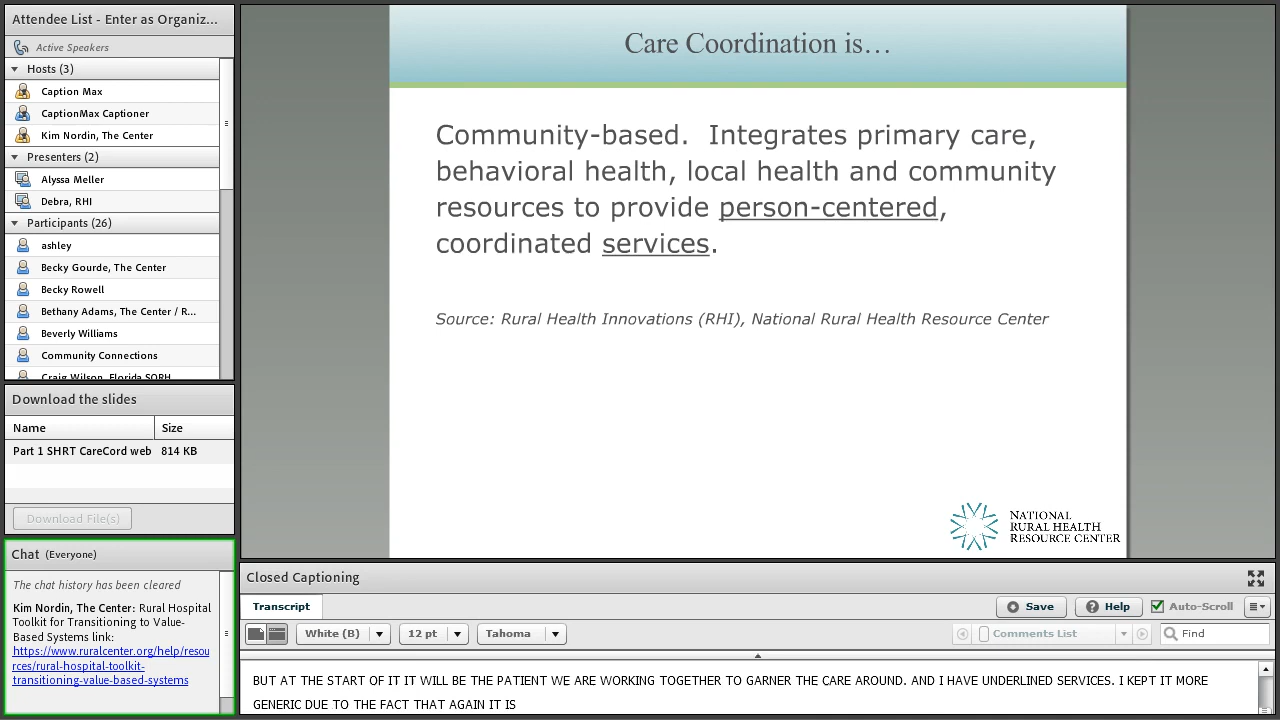 Attendee List - Enter as Organiz...
Active Speakers
Hosts (3)
Caption Max
CaptionMax Captioner
Kim Nordin, The Center
Presenters (2)
Alyssa Meller
Debra, RHI
Participants (26)
ashley
Becky Gourde, The Center
Becky Rowell
Bethany Adams, The Center / R...
Beverly Williams
Community Connections
Craig Wilson, Florida SORH
Download the slides
Name Size
Part 1 SHRT CareCord web 814 KB
Download File(s)
Chat (Everyone)
The chat history has been cleared
Kim Nordin, The Center: Rural Hospital
Toolkit for Transitioning to Value-
Based Systems link:
https://www.ruralcenter.org/help/resou
rces/rural-hospital-toolkit-
transitioning-value-based-systems
Care Coordination is...
Community-based. Integrates primary care,
behavioral health, local health and community
resources to provide person-centered,
coordinated services.
Source: Rural Health Innovations (RHI), National Rural Health Resource Center
NATIONAL
RURAL HEALTH
RESOURCE CENTER
Closed Captioning
Transcript Save Help Auto-Scroll
White (B) 12 pt Tahoma Comments List Find
BUT AT THE START OF IT IT WILL BE THE PATIENT WE ARE WORKING TOGETHER TO GARNER THE CARE AROUND. AND I HAVE UNDERLINED SERVICES. I KEPT IT MORE
GENERIC DUE TO THE FACT THAT AGAIN IT IS